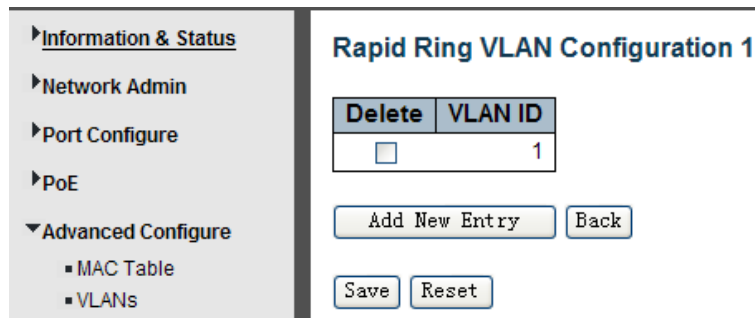 Information & Status
Network Admin
Port Configure
PoE
Advanced Configure
MAC Table
VLANs
Rapid Ring VLAN Configuration 1
Delete VLAN ID
1
Add New Entry Back
Save Reset